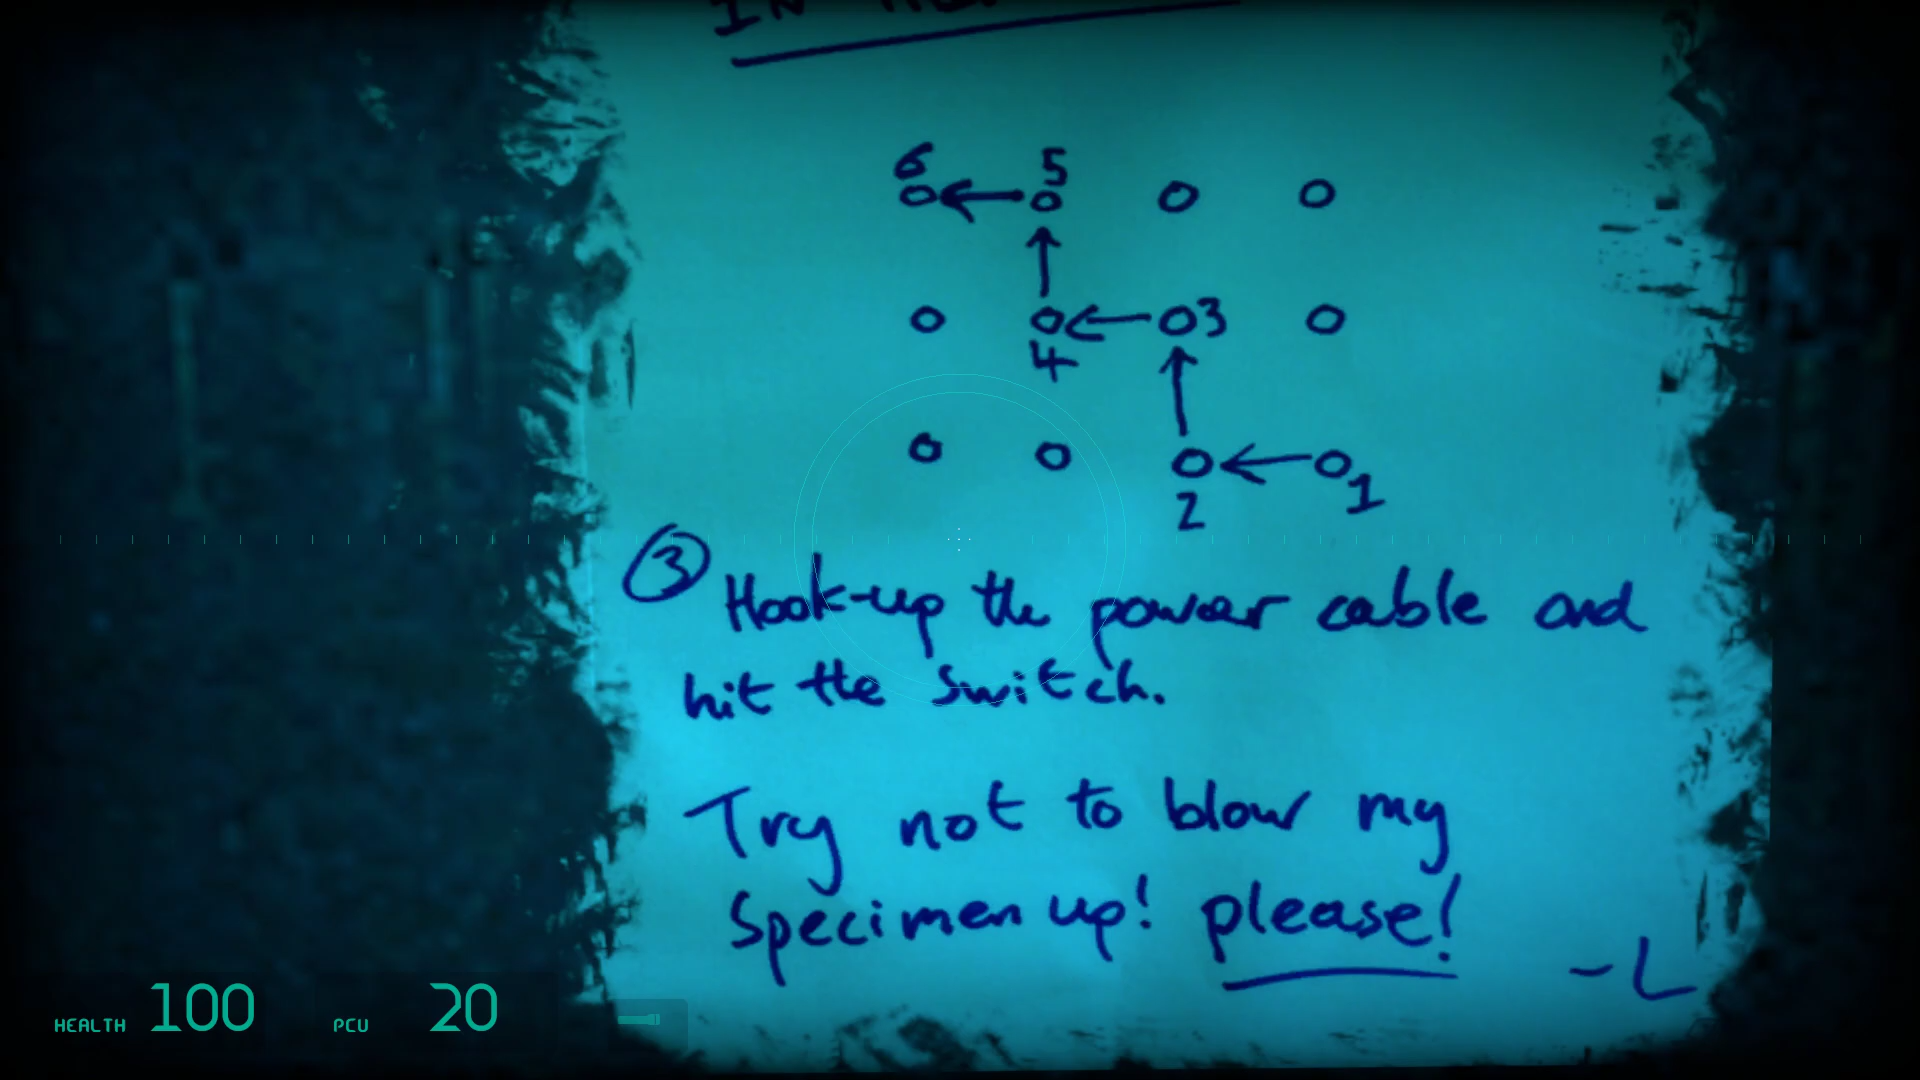 IN
6 5
3
4
2 1
③ Hook-up the power cable and
hit the switch.
Try not to blow my
specimen up! please!
-L
HEALTH 100 PCU 20